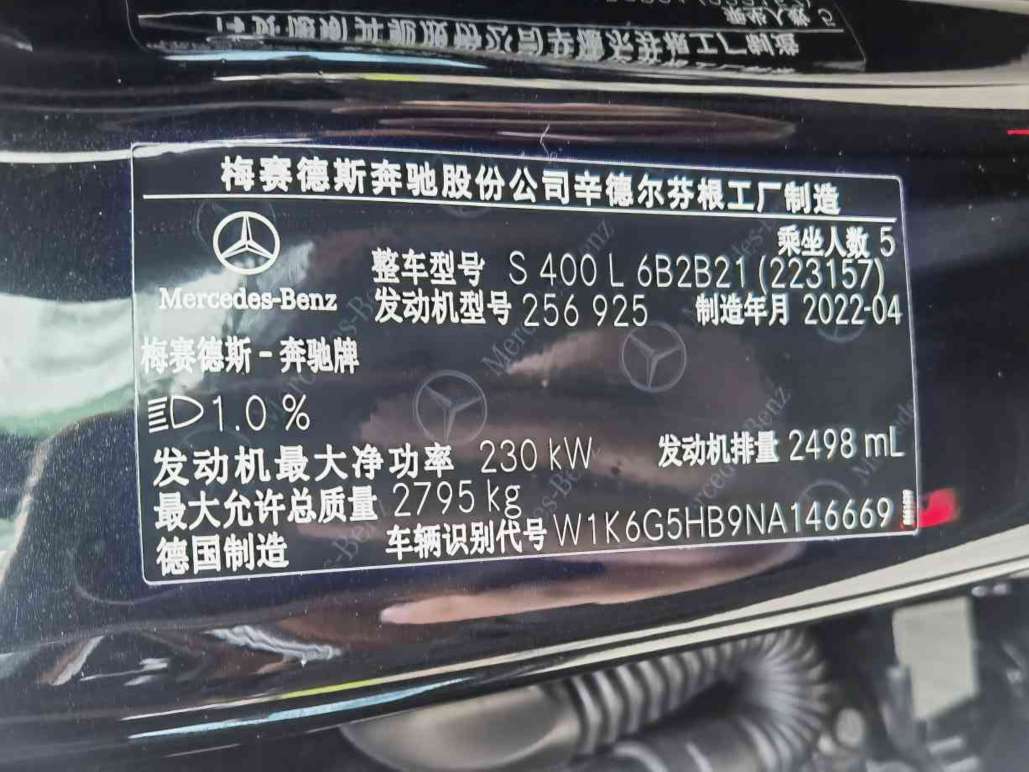 梅赛德斯奔驰股份公司辛德尔芬根工厂制造
乘坐人数 5
整车型号 S 400 L 6B2B21 (223157)
Mercedes-Benz
发动机型号 256 925 制造年月 2022-04
梅赛德斯-奔驰牌
1.0 %
发动机最大净功率 230 kW 发动机排量 2498 mL
最大允许总质量 2795 kg
德国制造 车辆识别代号 W1K6G5HB9NA146669